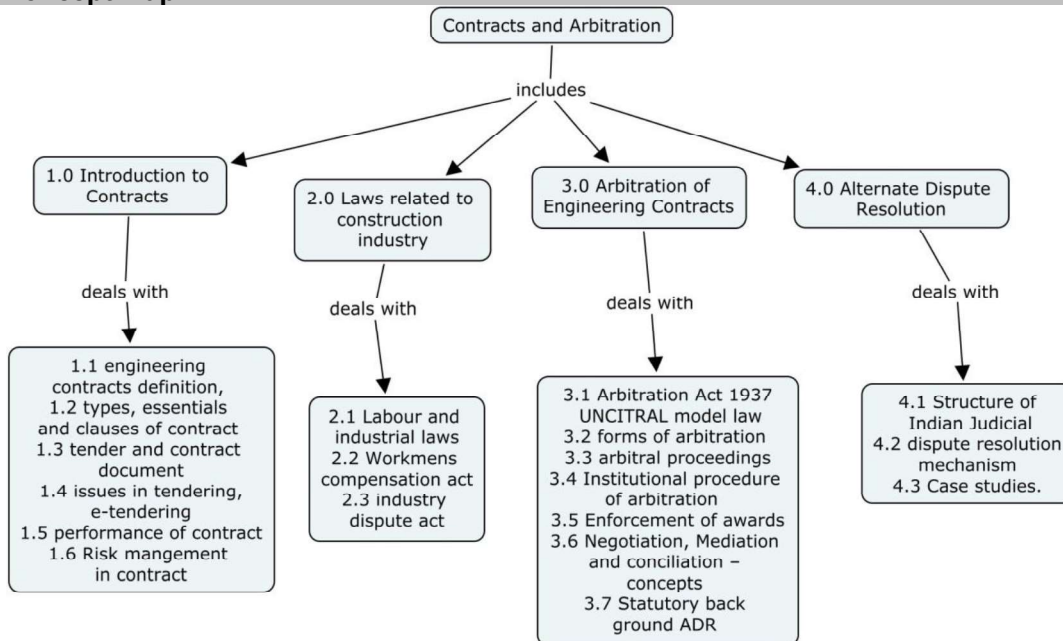 Contracts and Arbitration
includes
1.0 Introduction to
Contracts
2.0 Laws related to
construction
industry
3.0 Arbitration of
Engineering Contracts
4.0 Alternate Dispute
Resolution
deals with
deals with
deals with
deals with
1.1 engineering
contracts definition,
1.2 types, essentials
and clauses of contract
1.3 tender and contract
document
1.4 issues in tendering,
e-tendering
1.5 performance of contract
1.6 Risk mangement
in contract
2.1 Labour and
industrial laws
2.2 Workmens
compensation act
2.3 industry
dispute act
3.1 Arbitration Act 1937
UNCITRAL model law
3.2 forms of arbitration
3.3 arbitral proceedings
3.4 Institutional procedure
of arbitration
3.5 Enforcement of awards
3.6 Negotiation, Mediation
and conciliation –
concepts
3.7 Statutory back
ground ADR
4.1 Structure of
Indian Judicial
4.2 dispute resolution
mechanism
4.3 Case studies.